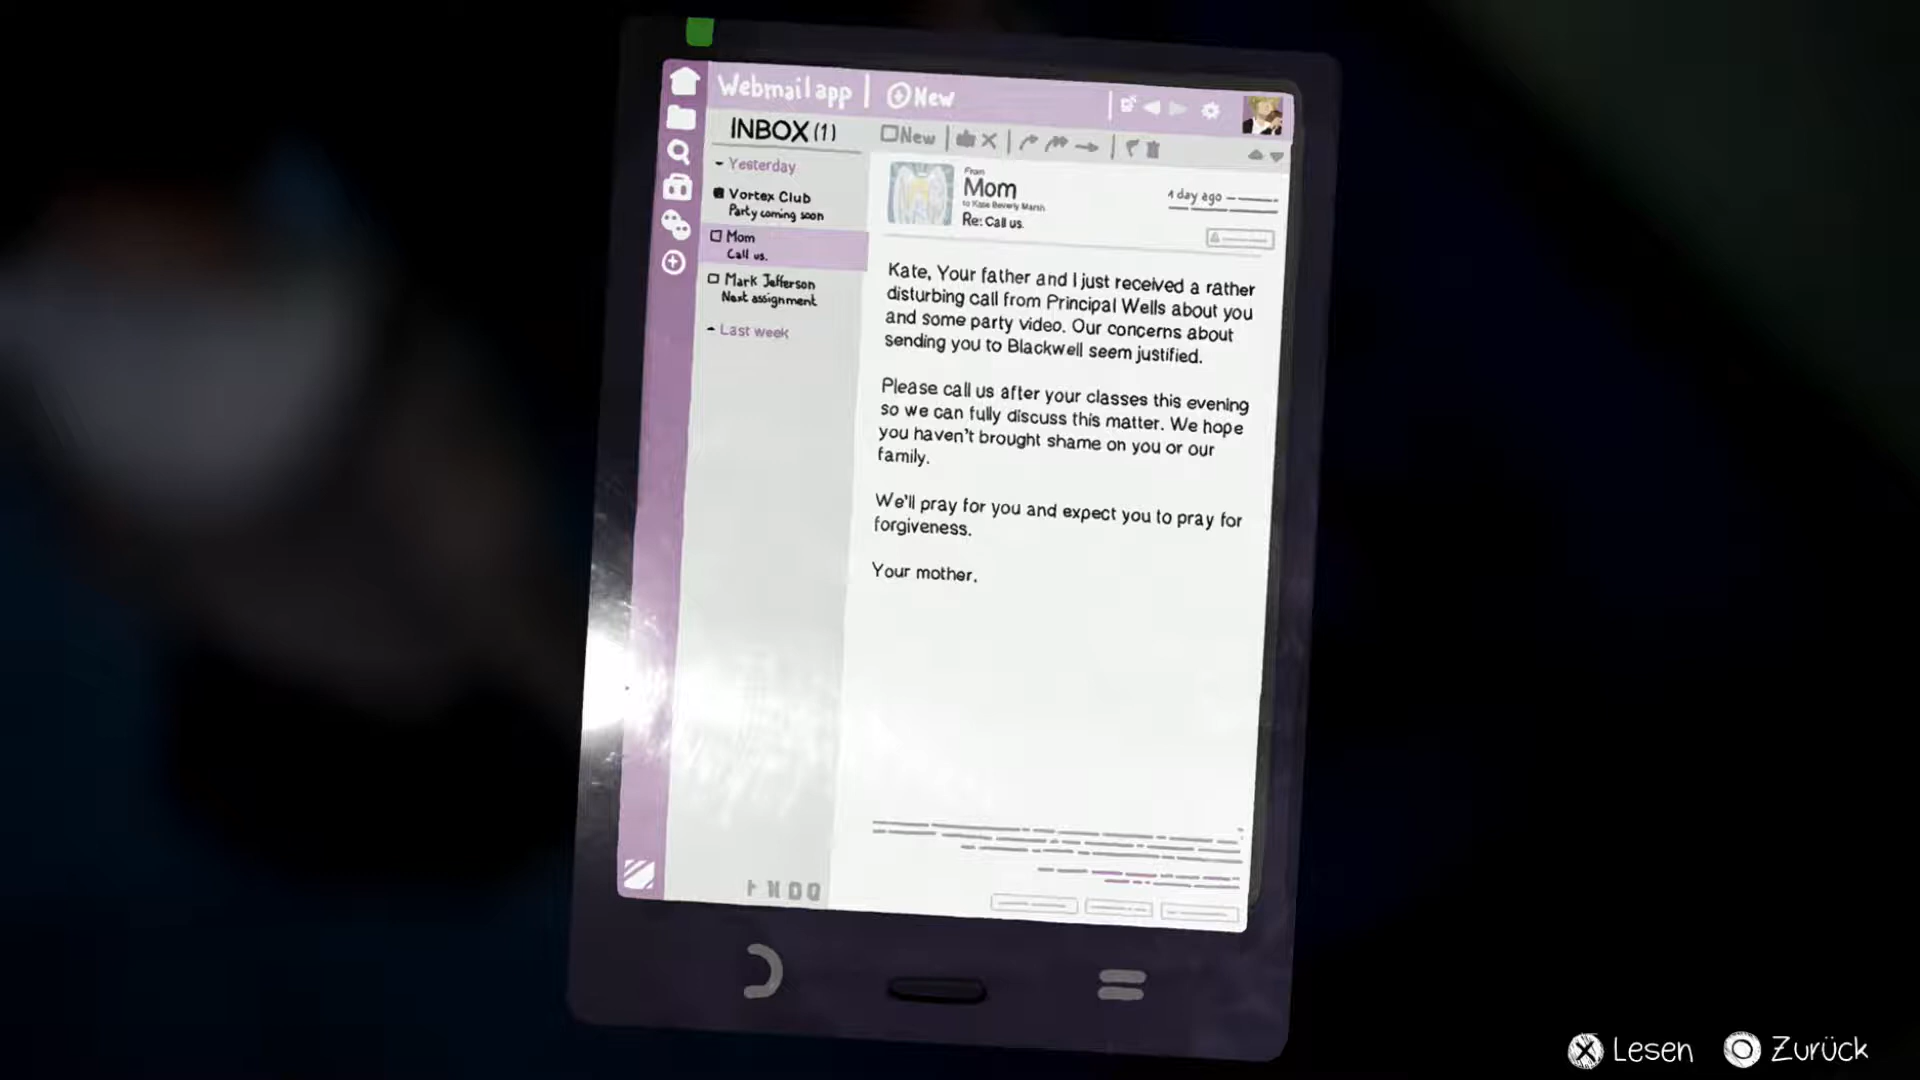 Webmail app
New
INBOX (1)
New
Yesterday
Vortex Club
Party coming soon
Mom
Call us.
Mark Jefferson
Next assignment
Last week
From
Mom
to Kate Beverly Marsh
Re: Call us.
1 day ago
Kate, Your father and I just received a rather
disturbing call from Principal Wells about you
and some party video. Our concerns about
sending you to Blackwell seem justified.
Please call us after your classes this evening
so we can fully discuss this matter. We hope
you haven't brought shame on you or our
family.
We'll pray for you and expect you to pray for
forgiveness.
Your mother.
Lesen
Zurück